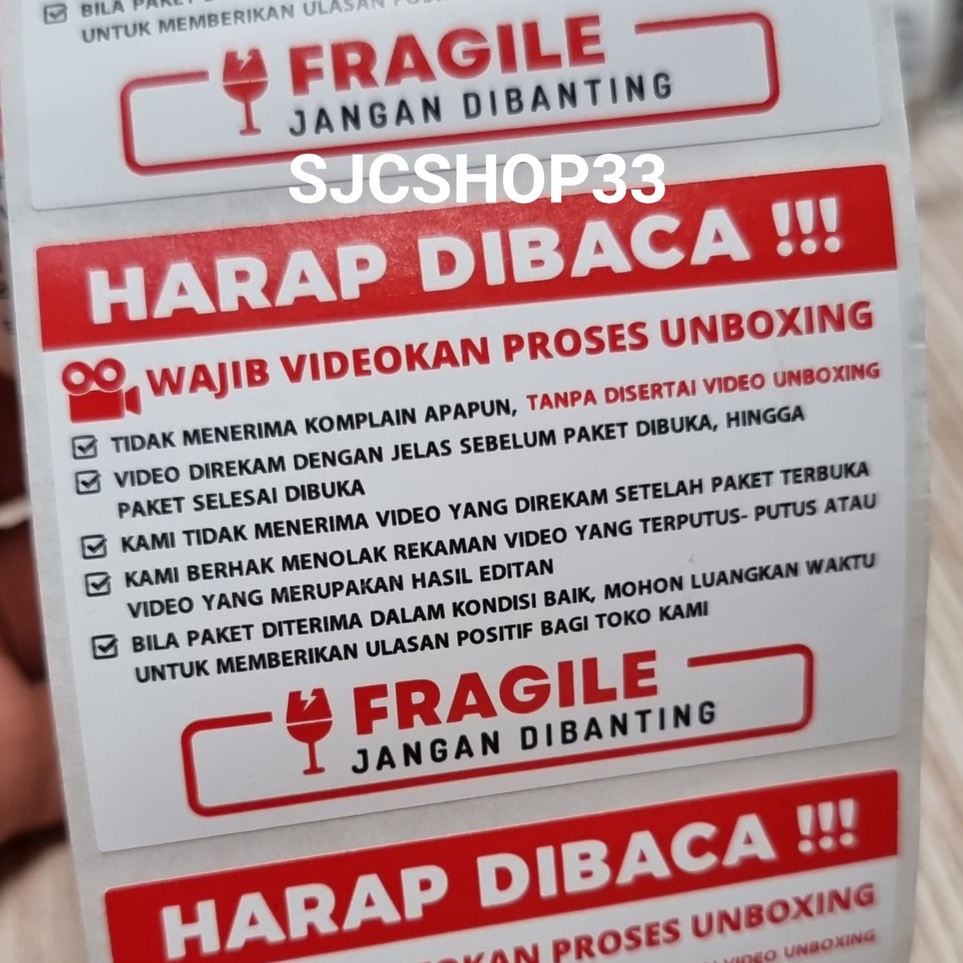 BILA PAKET
UNTUK MEMBERIKAN ULASAN POSITIF
FRAGILE
JANGAN DIBANTING
SJCSHOP33
HARAP DIBACA !!!
WAJIB VIDEOKAN PROSES UNBOXING
TIDAK MENERIMA KOMPLAIN APAPUN, TANPA DISERTAI VIDEO UNBOXING
VIDEO DIREKAM DENGAN JELAS SEBELUM PAKET DIBUKA, HINGGA
PAKET SELESAI DIBUKA
KAMI TIDAK MENERIMA VIDEO YANG DIREKAM SETELAH PAKET TERBUKA
KAMI BERHAK MENOLAK REKAMAN VIDEO YANG TERPUTUS- PUTUS ATAU
VIDEO YANG MERUPAKAN HASIL EDITAN
BILA PAKET DITERIMA DALAM KONDISI BAIK, MOHON LUANGKAN WAKTU
UNTUK MEMBERIKAN ULASAN POSITIF BAGI TOKO KAMI
FRAGILE
JANGAN DIBANTING
HARAP DIBACA !!!
KAN PROSES UNBOXING
VIDEO UNBOXING